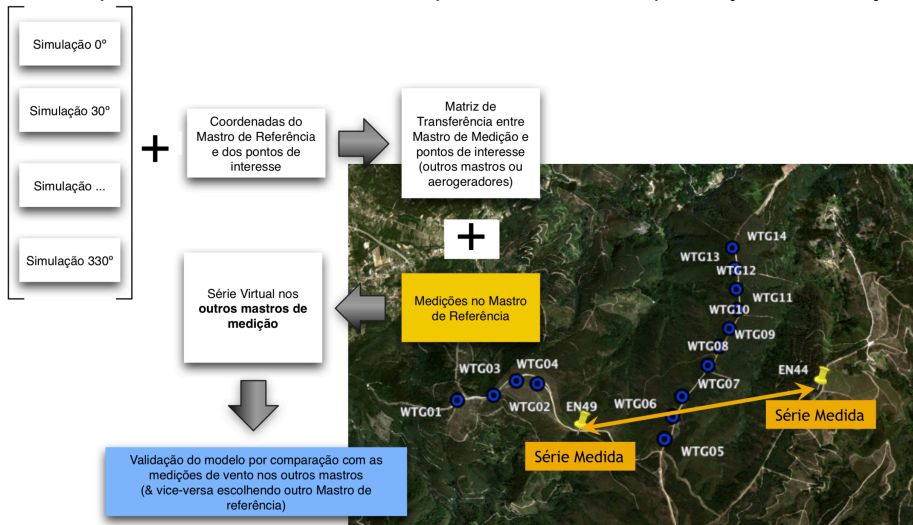 Simulação 0º
Simulação 30º
Simulação ...
Simulação 330º
+
Coordenadas do
Mastro de Referência
e dos pontos de
interesse
Matriz de
Transferência entre
Mastro de Medição e
pontos de interesse
(outros mastros ou
aerogeradores)
+
Medições no Mastro
de Referência
Série Virtual nos
outros mastros de
medição
Validação do modelo por comparação com as
medições de vento nos outros mastros
(& vice-versa escolhendo outro Mastro de
referência)
WTG14
WTG13
WTG12
WTG11
WTG10
WTG09
WTG08
WTG07
WTG06
WTG05
WTG04
WTG03
WTG02
WTG01
EN49
EN44
Série Medida
Série Medida